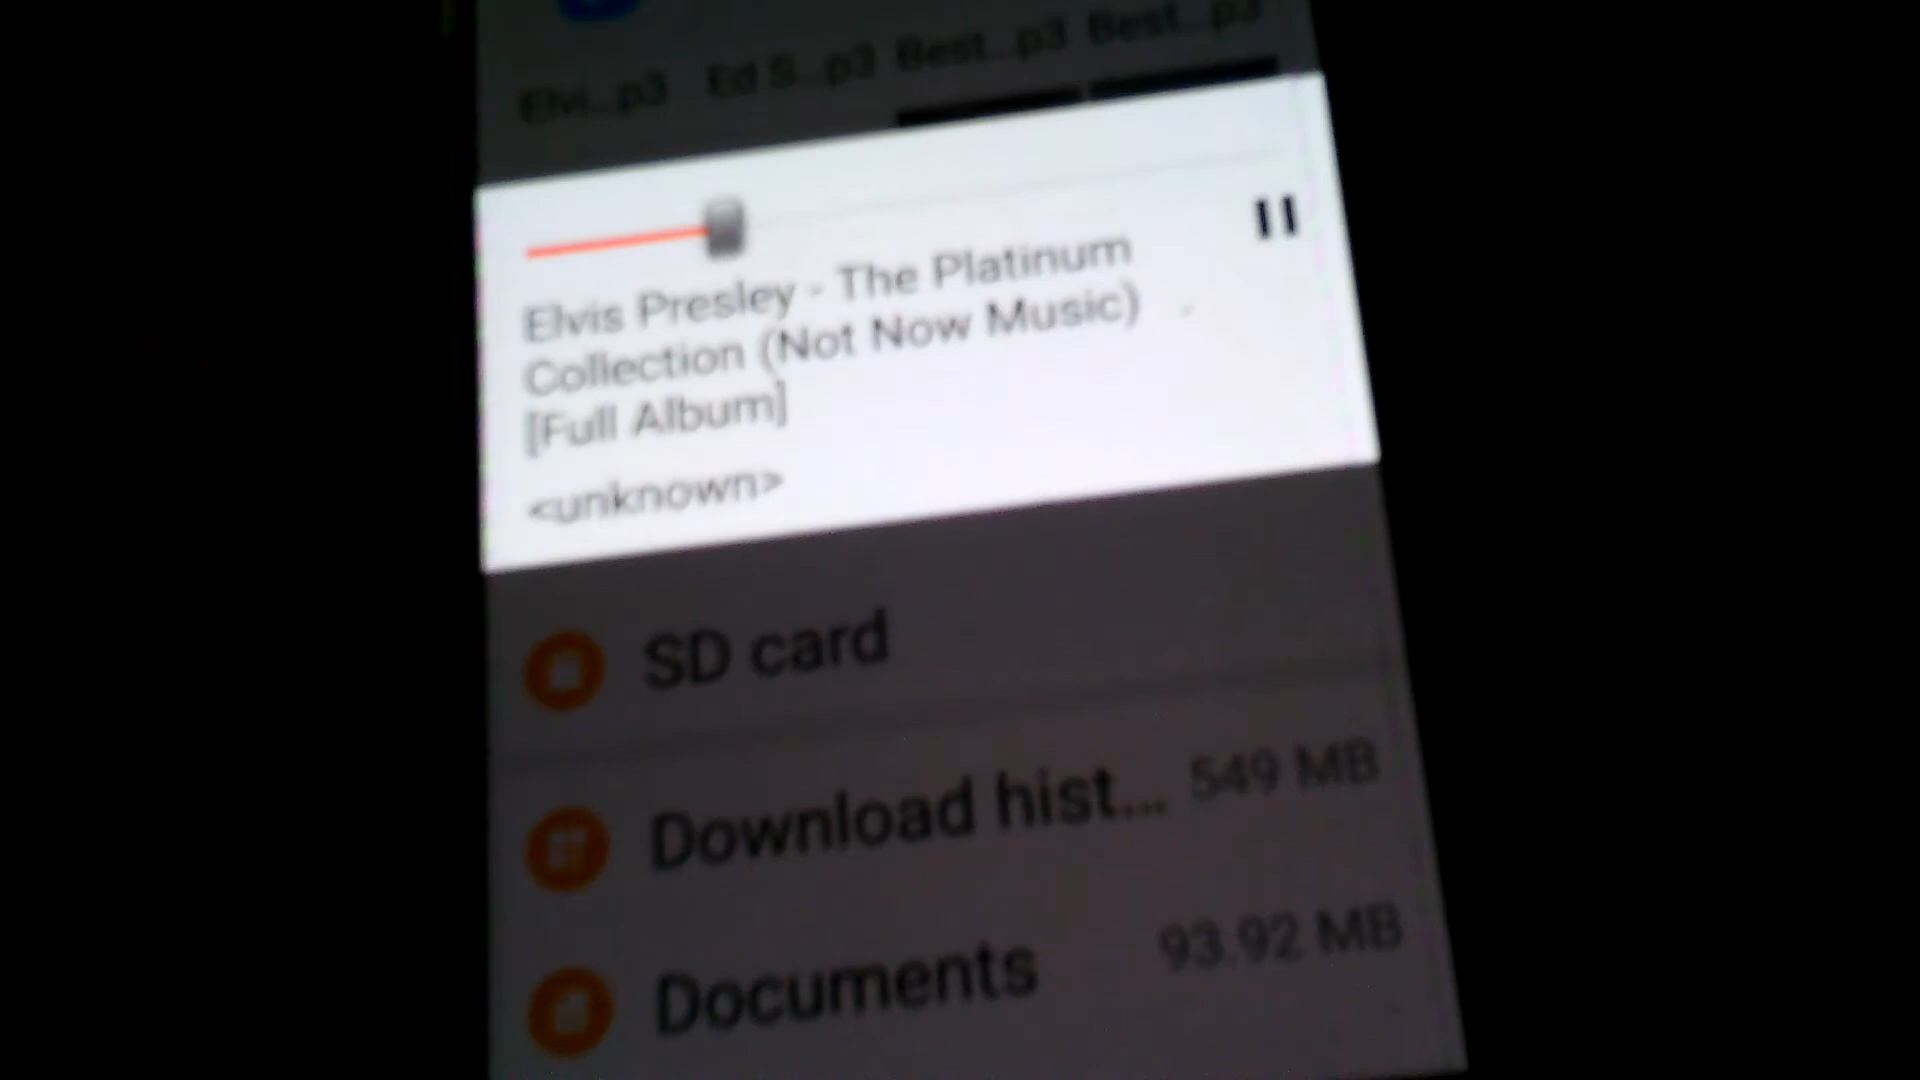 Elvi...p3 Ed S...p3 Best...p3 Best...p3
Elvis Presley - The Platinum
Collection (Not Now Music)
[Full Album]
<unknown>
SD card
Download hist... 549 MB
Documents 93.92 MB